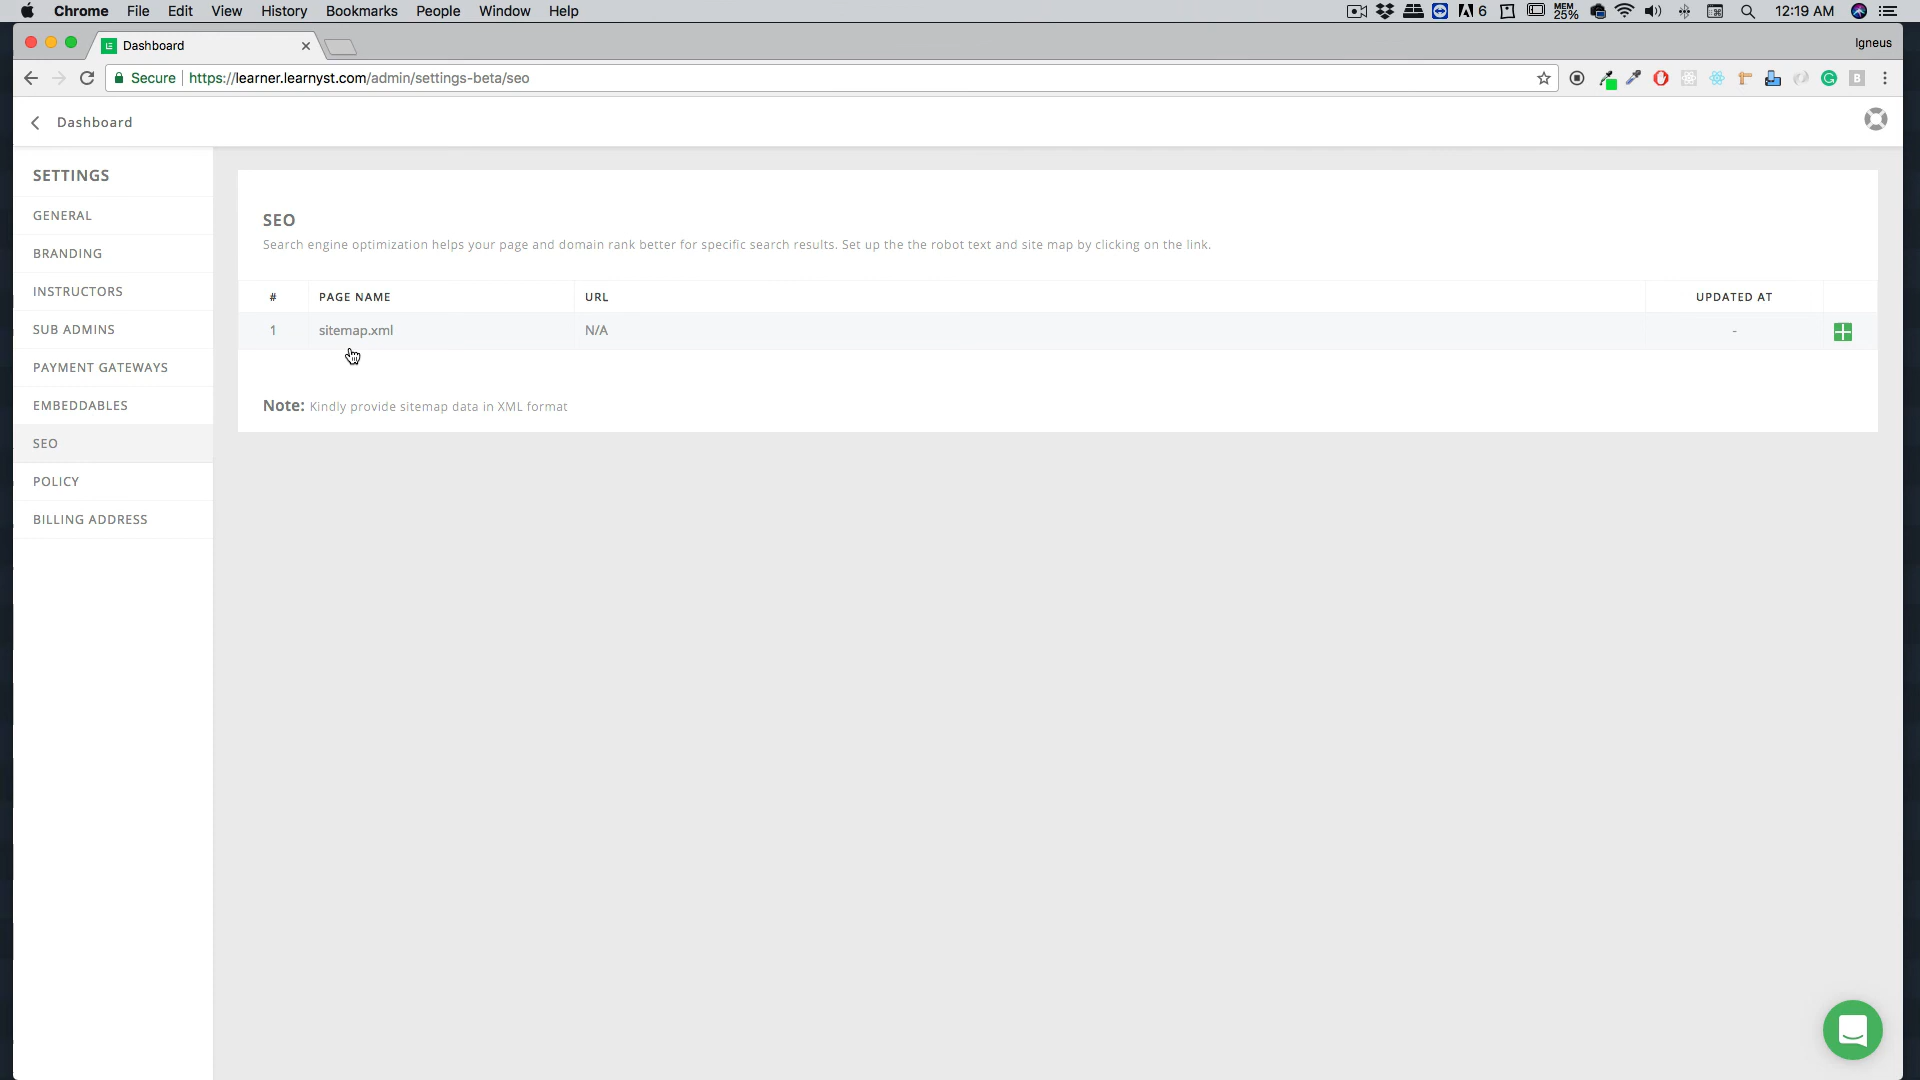 Chrome File Edit View History Bookmarks People Window Help 6 MEM 25% 12:19 AM
Dashboard Igneus
Secure https://learner.learnyst.com/admin/settings-beta/seo
Dashboard
SETTINGS
GENERAL
BRANDING
INSTRUCTORS
SUB ADMINS
PAYMENT GATEWAYS
EMBEDDABLES
SEO
POLICY
BILLING ADDRESS
SEO
Search engine optimization helps your page and domain rank better for specific search results. Set up the the robot text and site map by clicking on the link.
# PAGE NAME URL UPDATED AT
1 sitemap.xml N/A -
Note: Kindly provide sitemap data in XML format